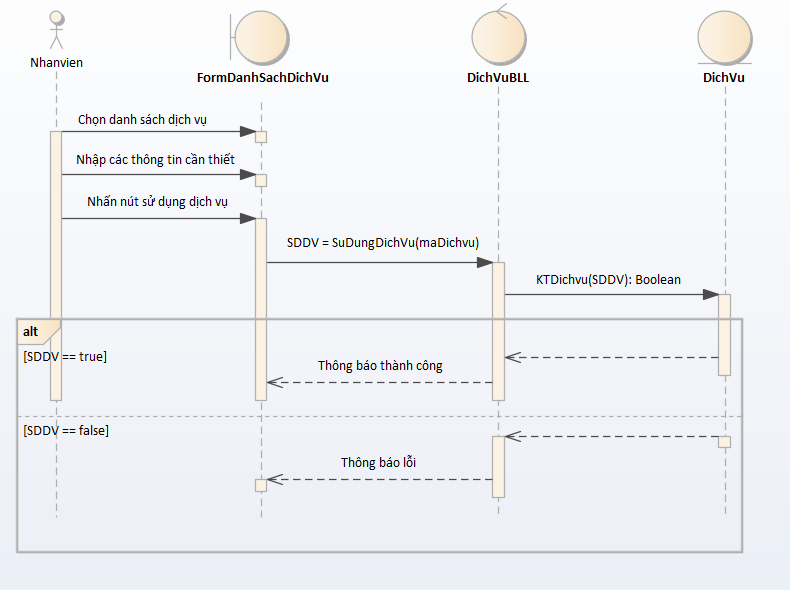 Nhanvien
FormDanhSachDichVu
DichVuBLL
DichVu
Chọn danh sách dịch vụ
Nhập các thông tin cần thiết
Nhấn nút sử dụng dịch vụ
SDDV = SuDungDichVu(maDichvu)
KTDichvu(SDDV): Boolean
alt
[SDDV == true]
Thông báo thành công
[SDDV == false]
Thông báo lỗi